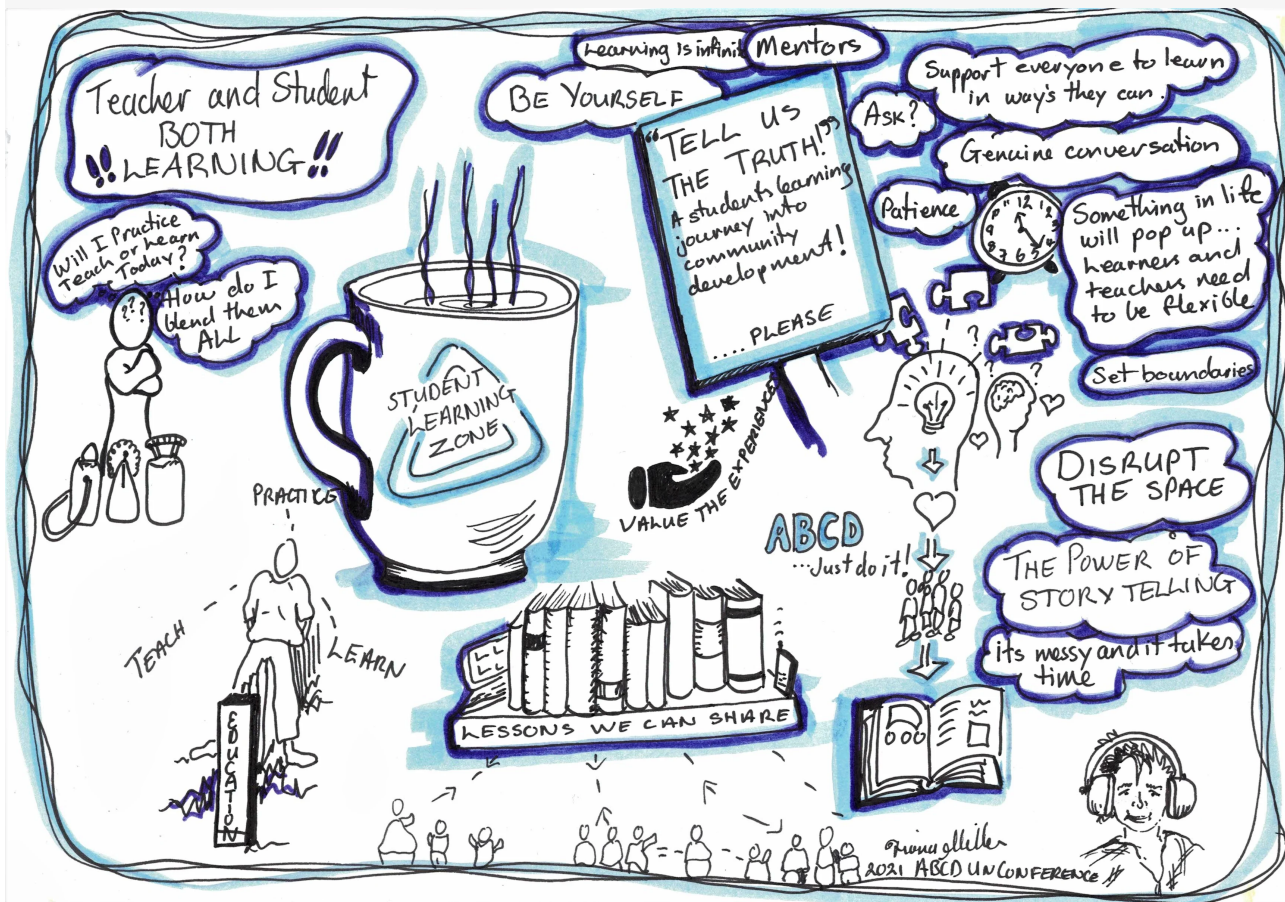 Teacher and Student
BOTH
!! LEARNING !!
Will I Practice
Teach or Learn
Today?
How do I
blend them
ALL
??
?
PRACTICE
TEACH
LEARN
EDUCATION
STUDENT
LEARNING
ZONE
Learning is infinit
Mentors
BE YOURSELF
"TELL US
THE TRUTH!"
A students learning
journey into
community
development!
.... PLEASE
VALUE THE EXPERIENCE
ABCD
...Just do it!
LESSONS WE CAN SHARE
Support everyone to learn
in way's they can.
Ask?
Genuine conversation
Patience
Something in life
will pop up...
Learners and
teachers need
to be flexible
Set boundaries
DISRUPT
THE SPACE
THE POWER OF
STORY TELLING
its messy and it takes
time
2021 ABCD UNCONFERENCE